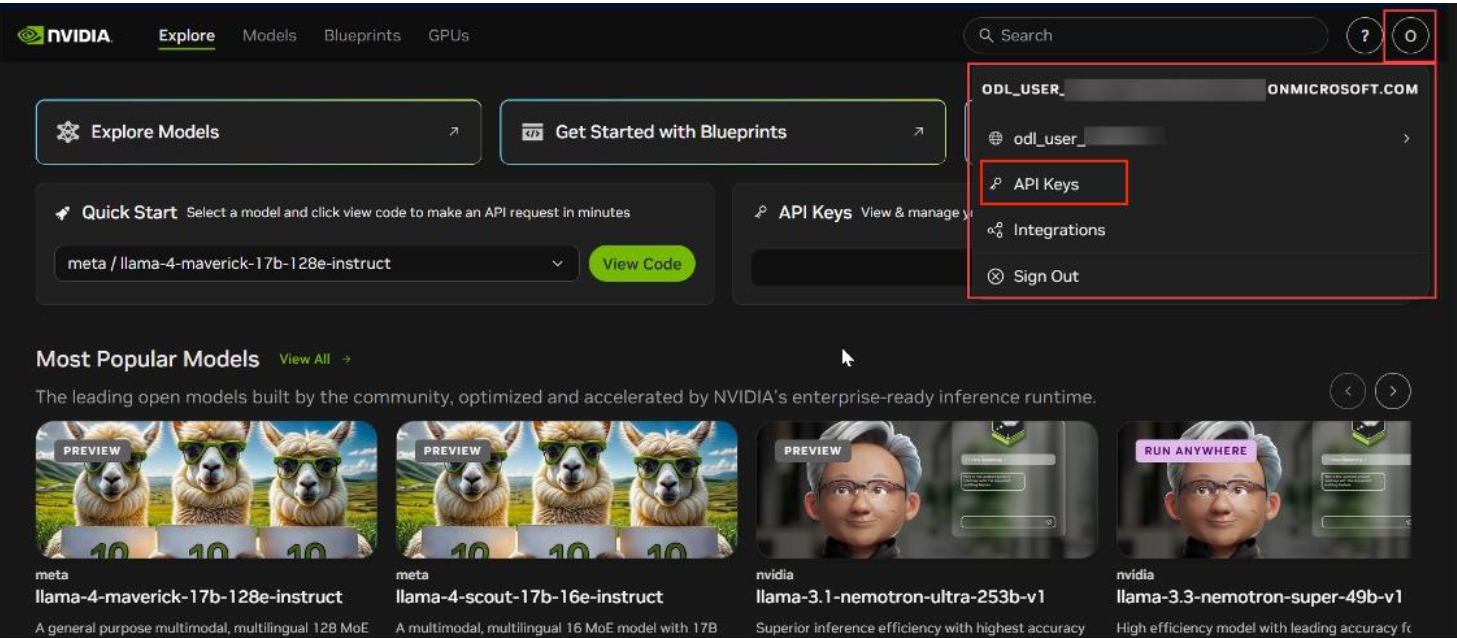 NVIDIA. Explore Models Blueprints GPUs Search ? O
ODL_USER_ ONMICROSOFT.COM
odl_user_
API Keys
Integrations
Sign Out
Explore Models
Get Started with Blueprints
Quick Start Select a model and click view code to make an API request in minutes
meta / llama-4-maverick-17b-128e-instruct View Code
API Keys View & manage
Most Popular Models View All →
The leading open models built by the community, optimized and accelerated by NVIDIA's enterprise-ready inference runtime.
PREVIEW
10 10 10
meta
llama-4-maverick-17b-128e-instruct
A general purpose multimodal, multilingual 128 MoE
PREVIEW
10 10 10
meta
llama-4-scout-17b-16e-instruct
A multimodal, multilingual 16 MoE model with 17B
PREVIEW
nvidia
llama-3.1-nemotron-ultra-253b-v1
Superior inference efficiency with highest accuracy
RUN ANYWHERE
nvidia
llama-3.3-nemotron-super-49b-v1
High efficiency model with leading accuracy